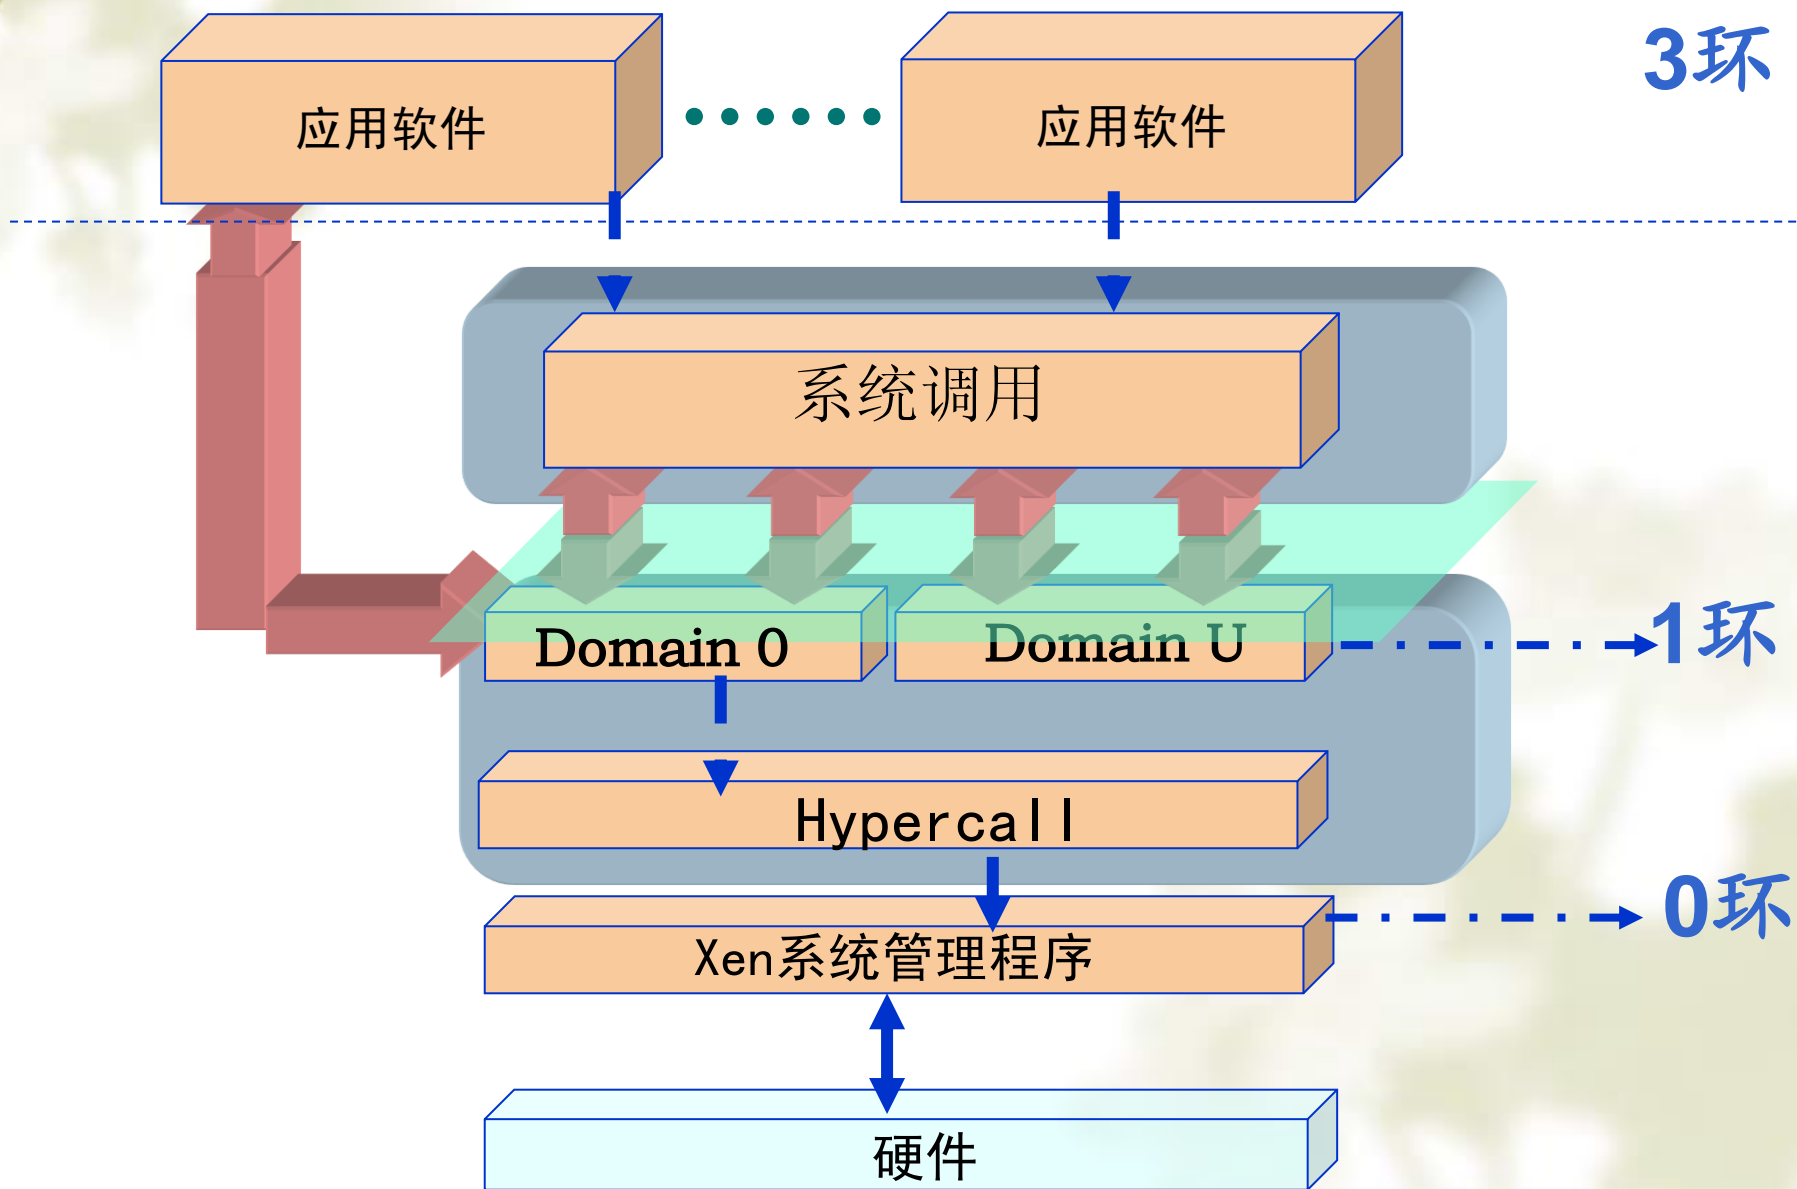 3环
应用软件
应用软件
系统调用
Domain 0
Domain U
1环
Hypercall
0环
Xen系统管理程序
硬件